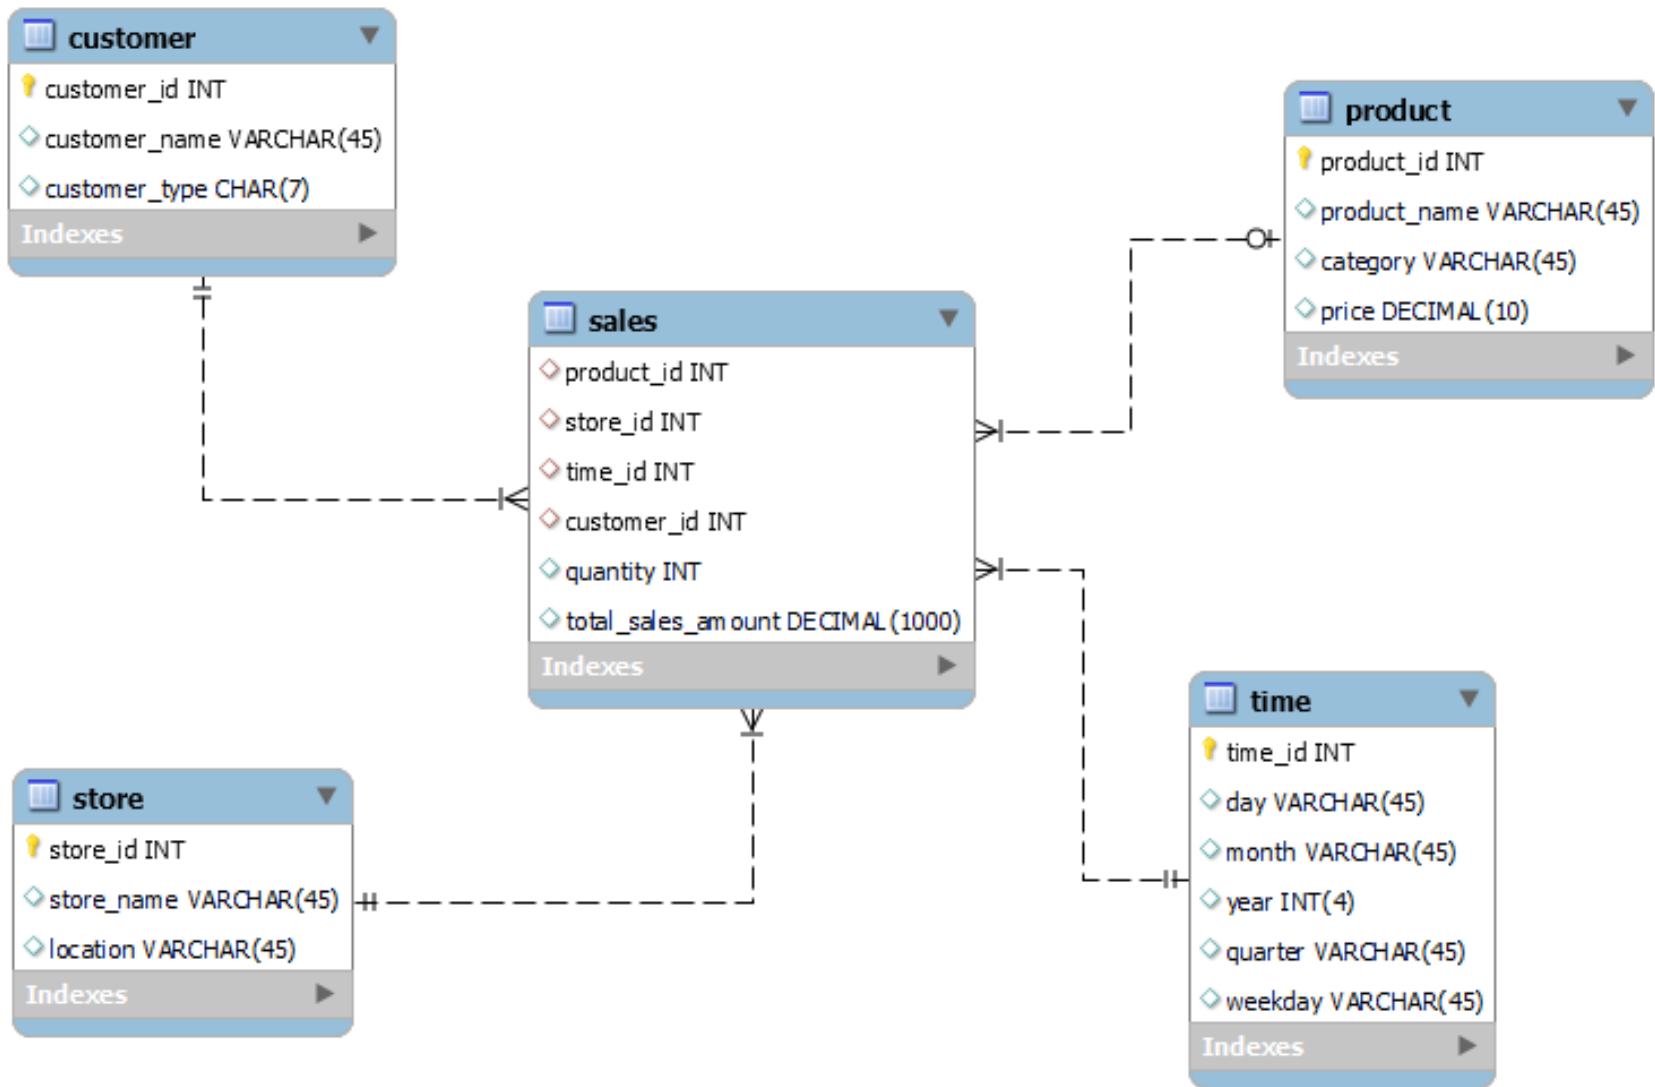 customer
customer_id INT
customer_name VARCHAR(45)
customer_type CHAR(7)
Indexes
product
product_id INT
product_name VARCHAR(45)
category VARCHAR(45)
price DECIMAL(10)
Indexes
sales
product_id INT
store_id INT
time_id INT
customer_id INT
quantity INT
total_sales_amount DECIMAL(1000)
Indexes
store
store_id INT
store_name VARCHAR(45)
location VARCHAR(45)
Indexes
time
time_id INT
day VARCHAR(45)
month VARCHAR(45)
year INT(4)
quarter VARCHAR(45)
weekday VARCHAR(45)
Indexes